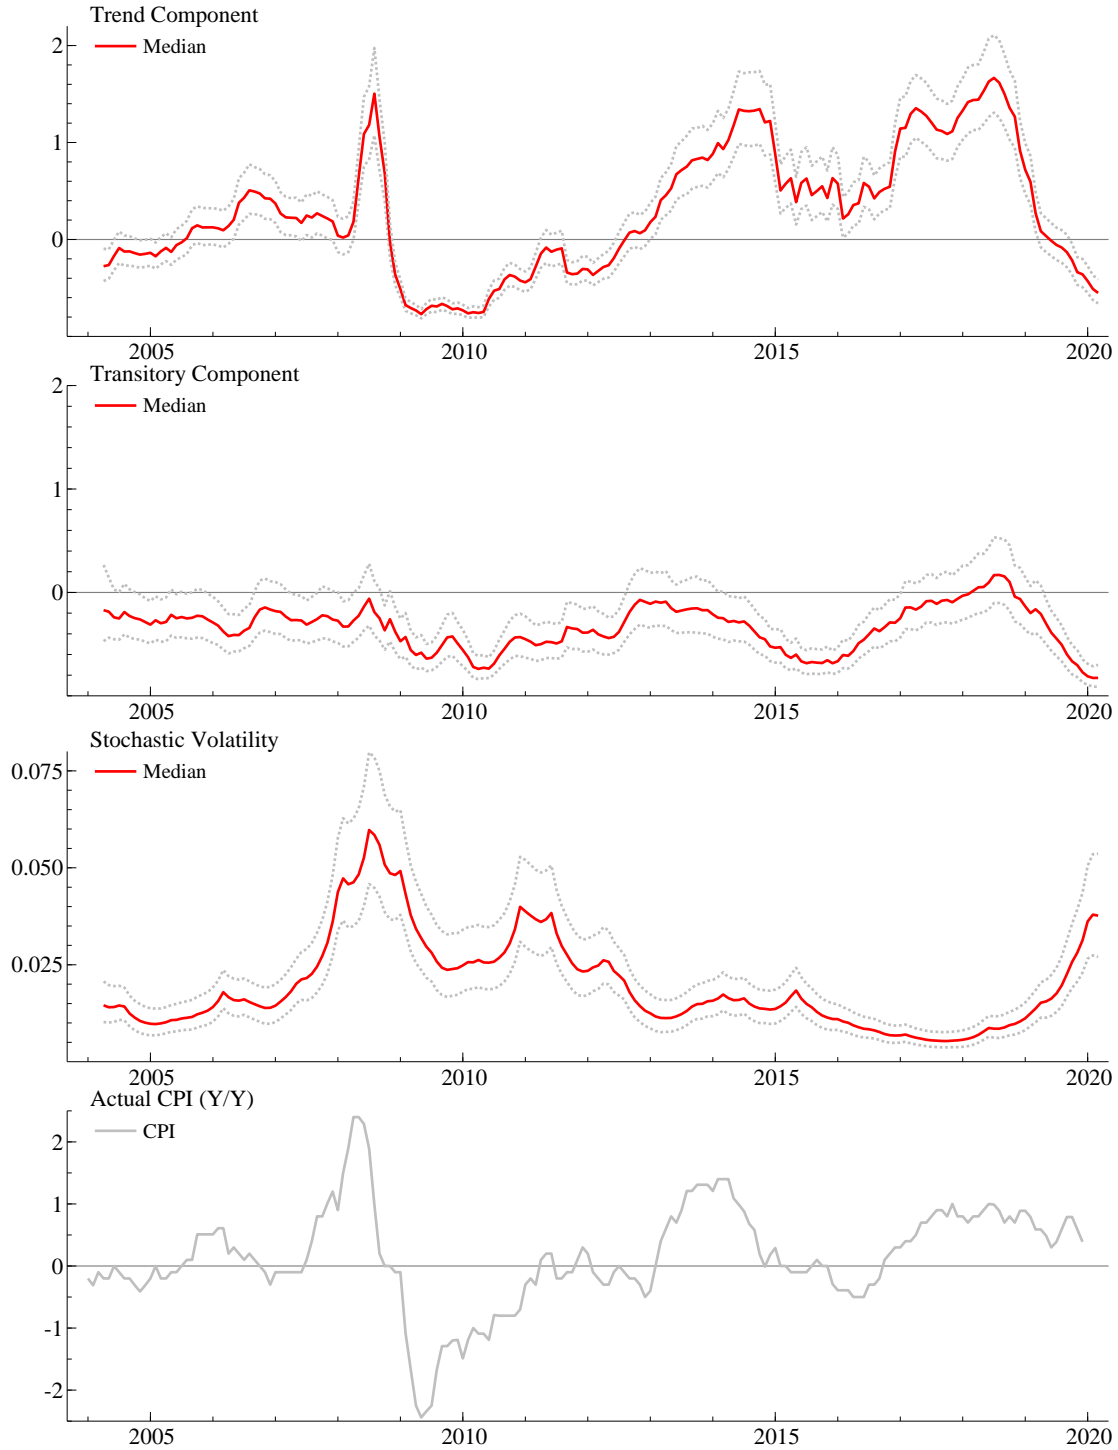 Trend Component
Median
2
1
0
2005 2010 2015 2020
Transitory Component
Median
2
1
0
2005 2010 2015 2020
Stochastic Volatility
Median
0.075
0.050
0.025
2005 2010 2015 2020
Actual CPI (Y/Y)
CPI
2
1
0
-1
-2
2005 2010 2015 2020